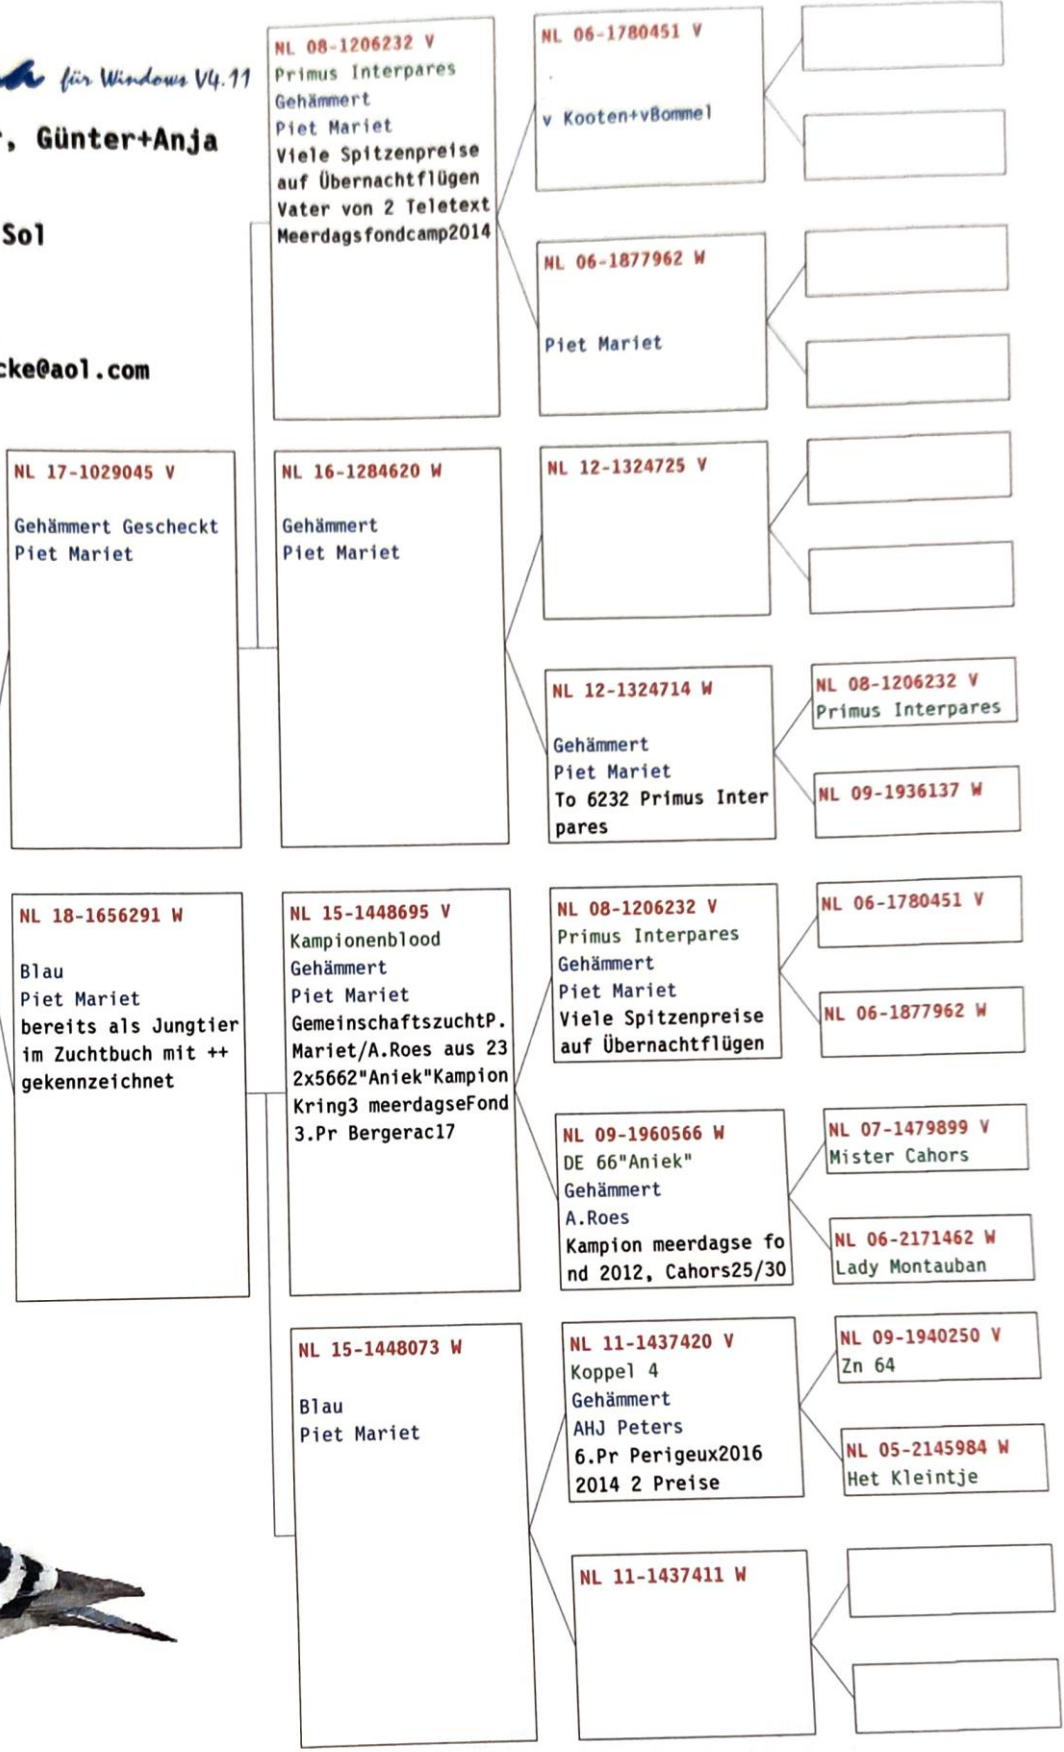 für Windows V4.11
, Günter+Anja
Sol
cke@aol.com
NL 17-1029045 V
Gehämmert Gescheckt
Piet Mariet
NL 18-1656291 W
Blau
Piet Mariet
bereits als Jungtier
im Zuchtbuch mit ++
gekennzeichnet
NL 08-1206232 V
Primus Interpares
Gehämmert
Piet Mariet
Viele Spitzenpreise
auf Übernachtflügen
Vater von 2 Teletext
Meerdagsfondcamp2014
NL 16-1284620 W
Gehämmert
Piet Mariet
NL 15-1448695 V
Kampionenblood
Gehämmert
Piet Mariet
GemeinschaftszuchtP.
Mariet/A.Roes aus 23
2x5662"Aniek"Kampion
Kring3 meerdagseFond
3.Pr Bergerac17
NL 15-1448073 W
Blau
Piet Mariet
NL 06-1780451 V
.
v Kooten+vBommel
NL 06-1877962 W
Piet Mariet
NL 12-1324725 V
NL 12-1324714 W
Gehämmert
Piet Mariet
To 6232 Primus Inter
pares
NL 08-1206232 V
Primus Interpares
Gehämmert
Piet Mariet
Viele Spitzenpreise
auf Übernachtflügen
NL 09-1960566 W
DE 66"Aniek"
Gehämmert
A.Roes
Kampion meerdagse fo
nd 2012, Cahors25/30
NL 11-1437420 V
Koppel 4
Gehämmert
AHJ Peters
6.Pr Perigeux2016
2014 2 Preise
NL 11-1437411 W
NL 08-1206232 V
Primus Interpares
NL 09-1936137 W
NL 06-1780451 V
NL 06-1877962 W
NL 07-1479899 V
Mister Cahors
NL 06-2171462 W
Lady Montauban
NL 09-1940250 V
Zn 64
NL 05-2145984 W
Het Kleintje